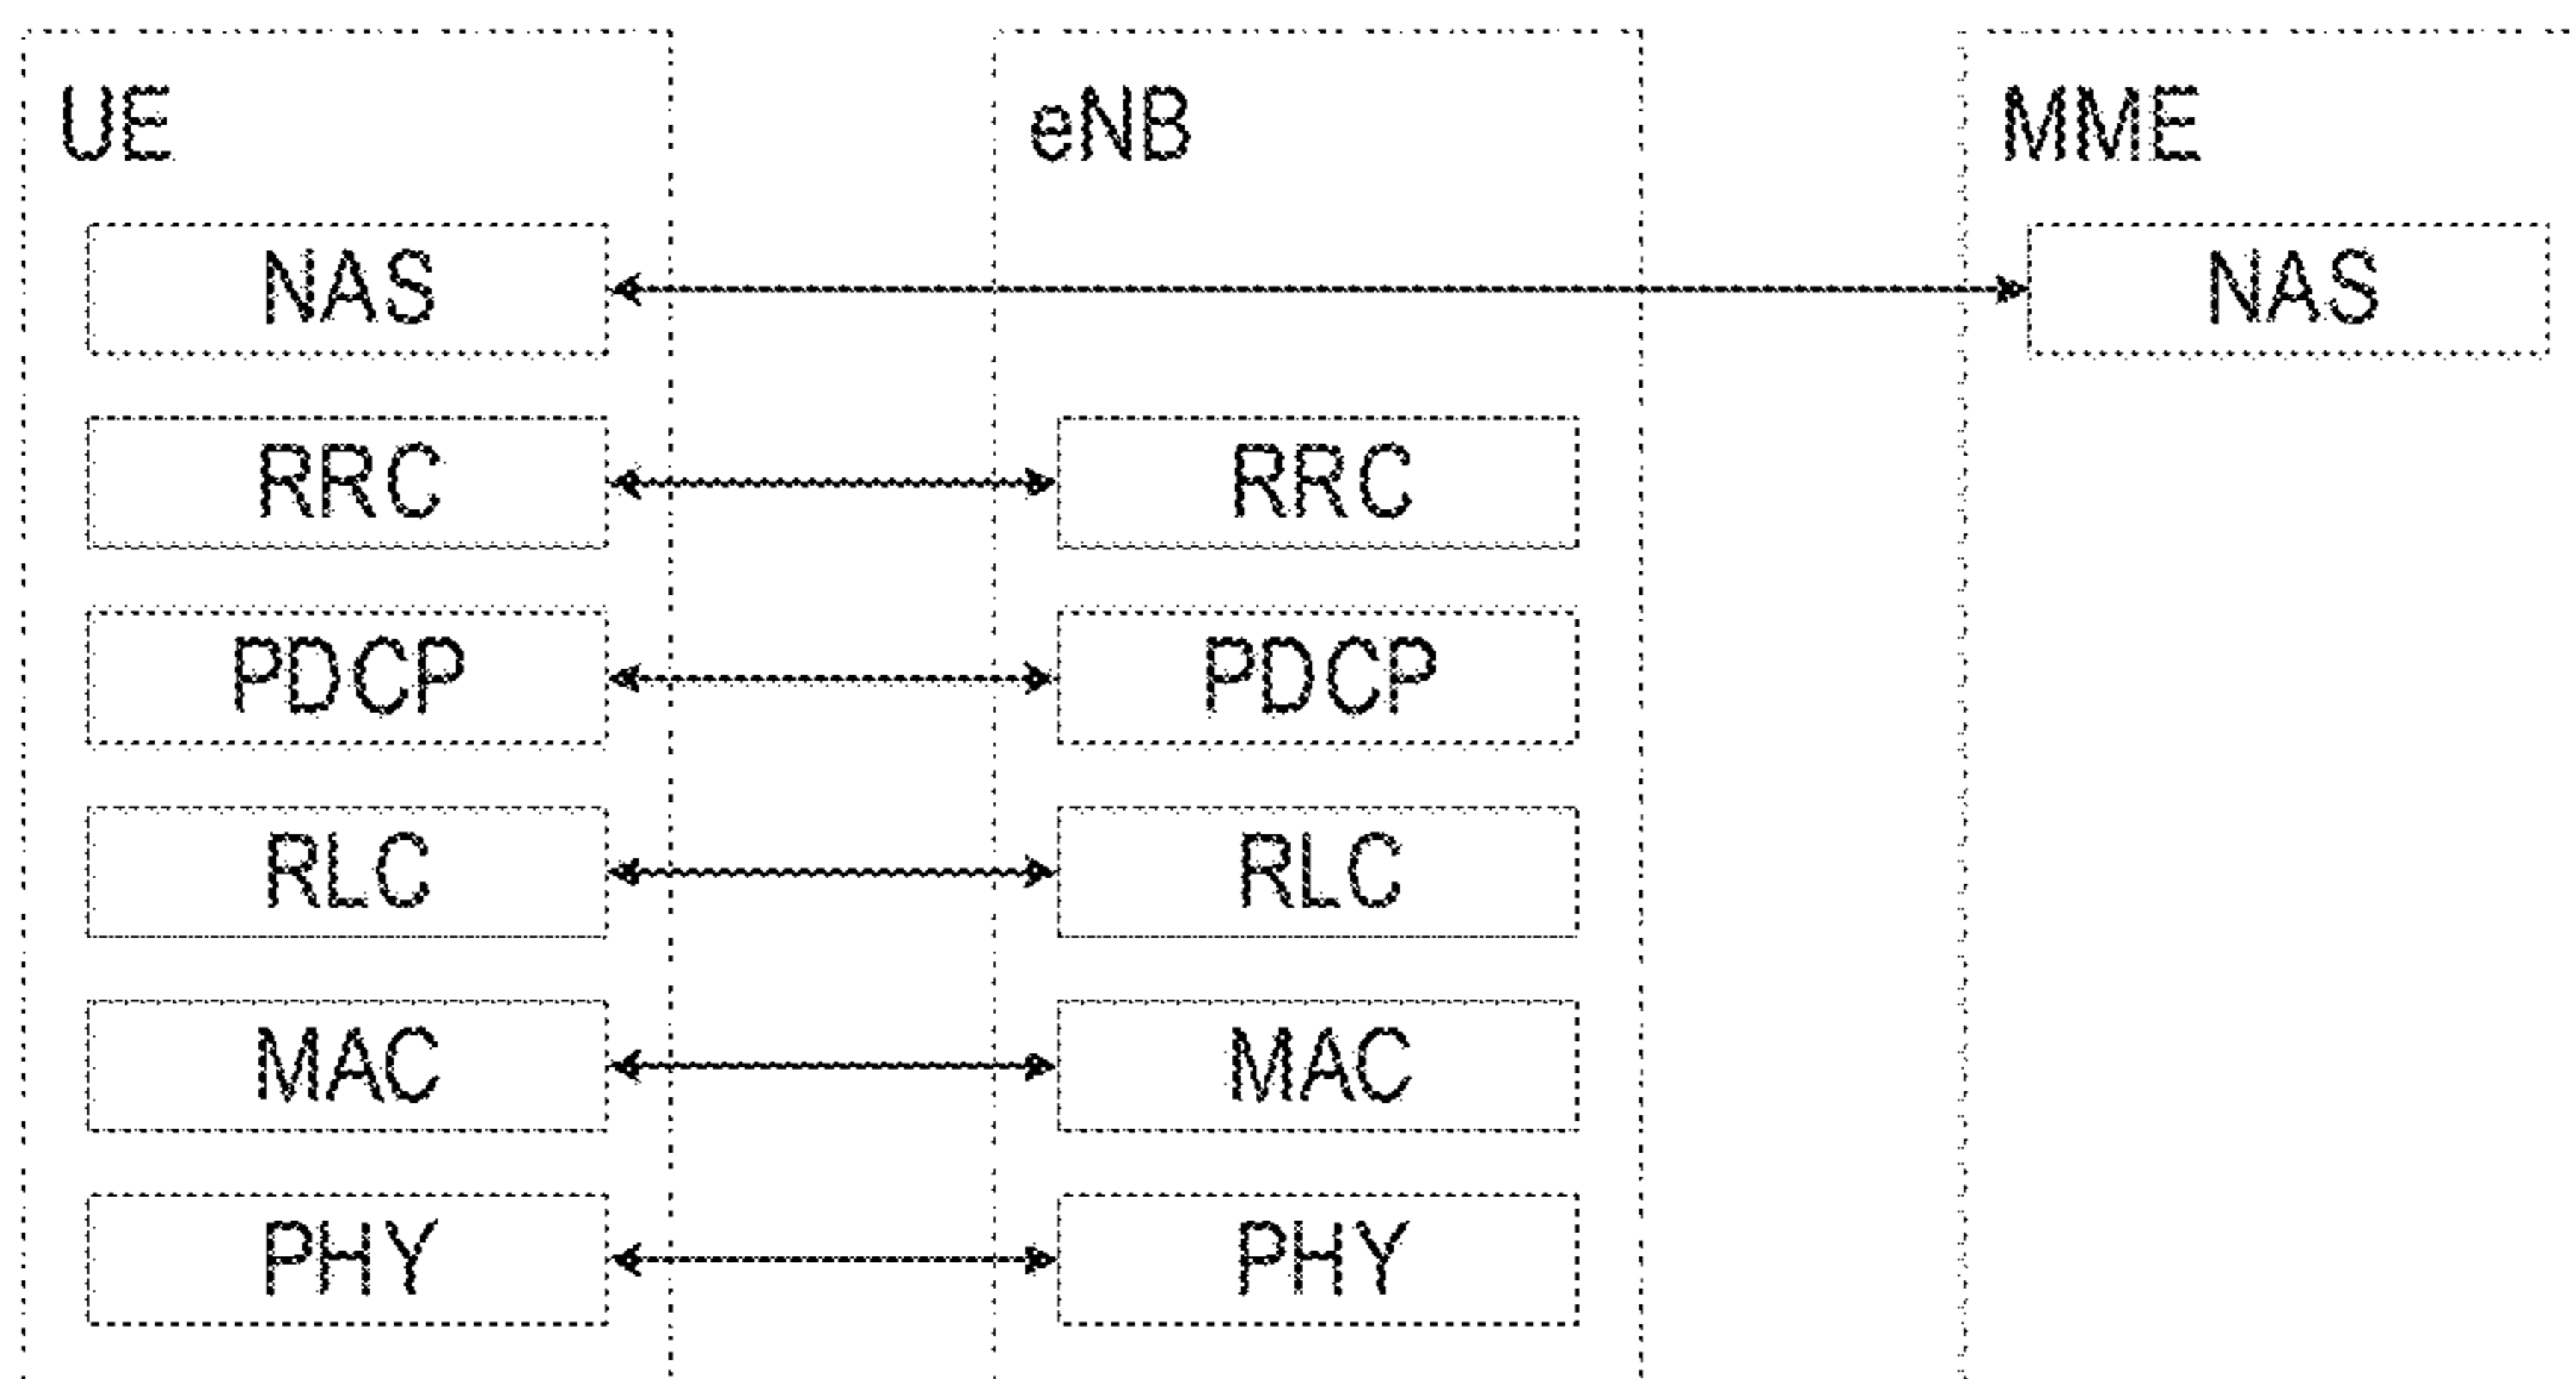 UE eNB MME
NAS NAS
RRC RRC
PDCP PDCP
RLC RLC
MAC MAC
PHY PHY